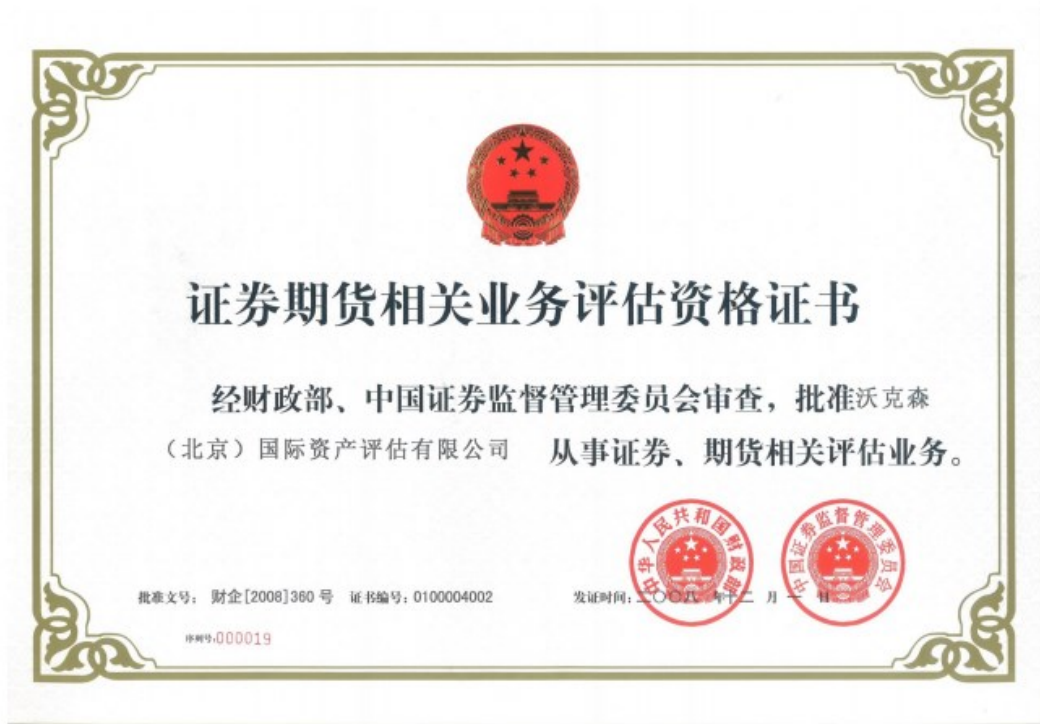 证券期货相关业务评估资格证书
经财政部、中国证券监督管理委员会审查，批准沃克森
（北京）国际资产评估有限公司 从事证券、期货相关评估业务。
中华人民共和国财政部
中国证券监督管理委员会
批准文号： 财企[2008]360 号 证书编号：0100004002 发证时间：二〇〇八 年十二 月 一 日
序列号：000019